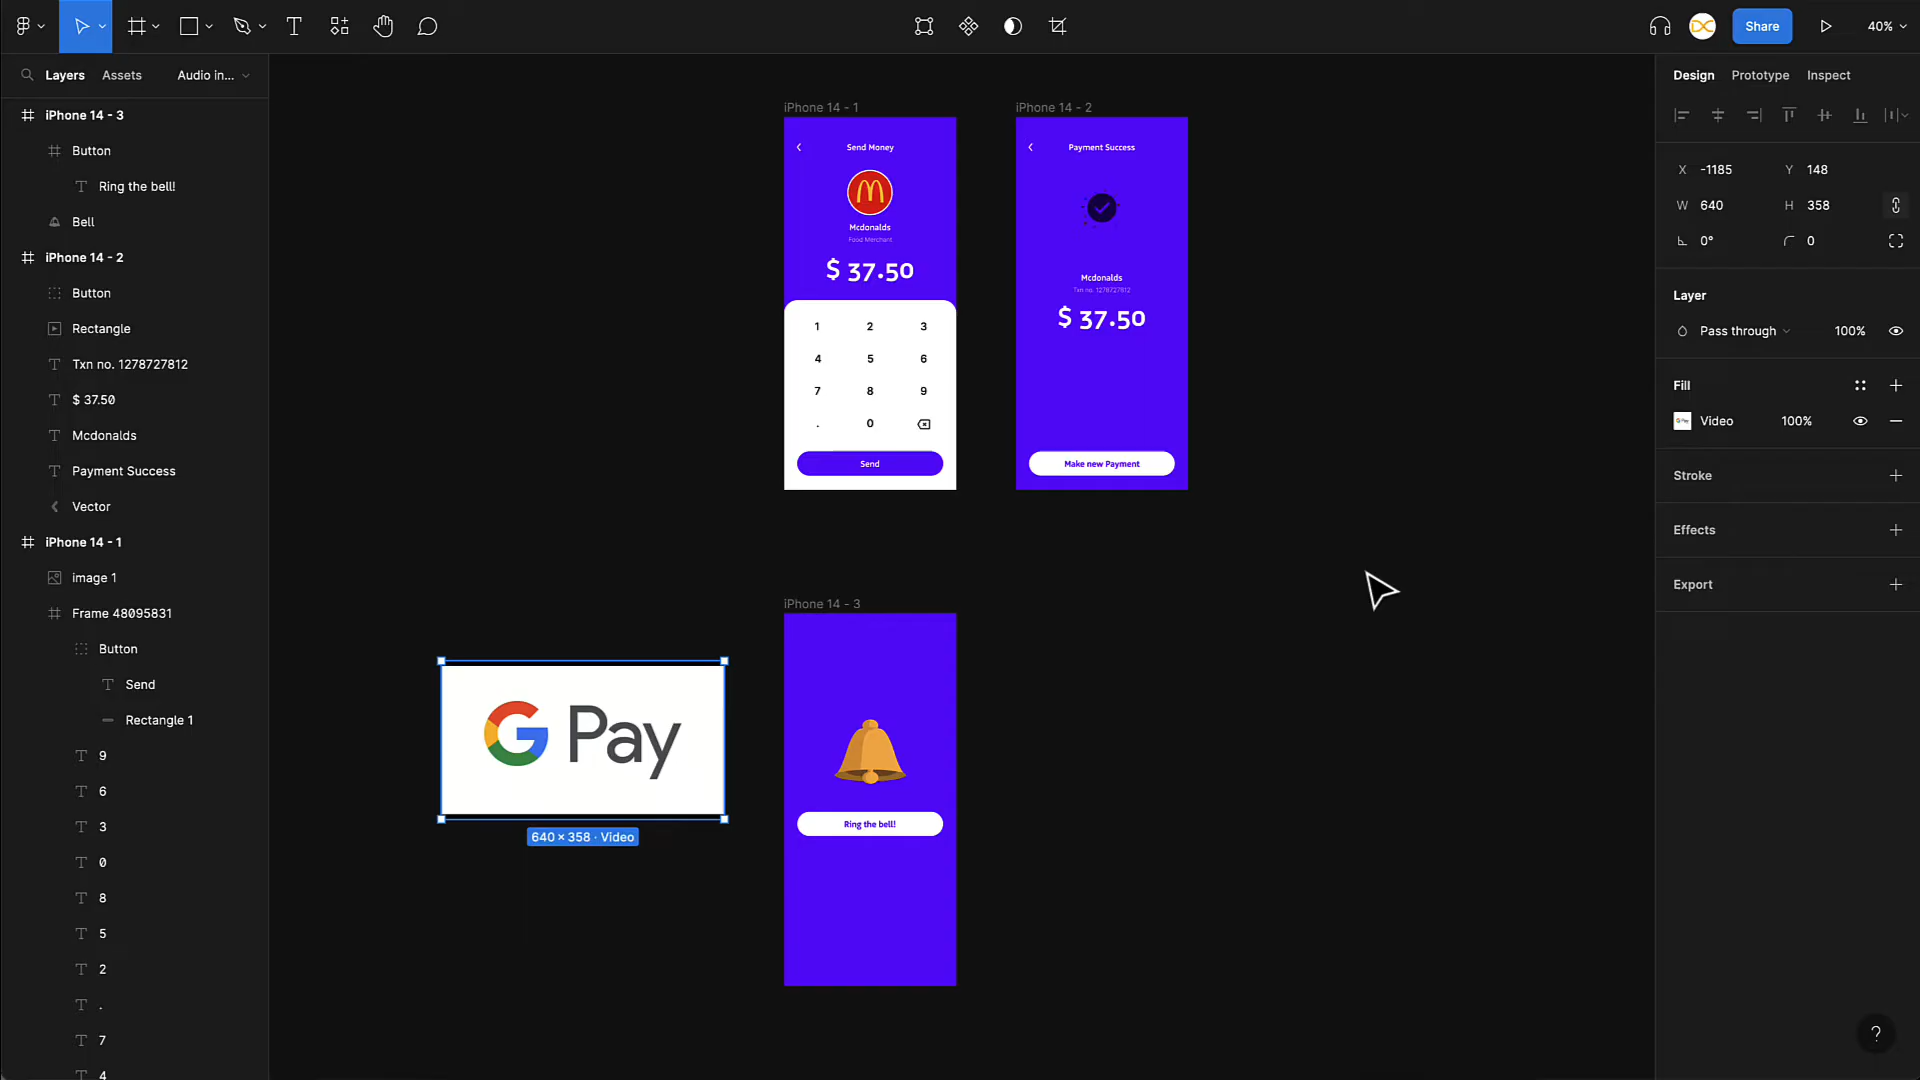 Share
40%
Layers
Assets
Audio in...
Design
Prototype
Inspect
iPhone 14 - 3
Button
Ring the bell!
Bell
iPhone 14 - 2
Button
Rectangle
Txn no. 1278727812
$ 37.50
Mcdonalds
Payment Success
Vector
iPhone 14 - 1
image 1
Frame 48095831
Button
Send
Rectangle 1
9
6
3
0
8
5
2
.
7
4
iPhone 14 - 1
Send Money
Mcdonalds
Food Merchant
$ 37.50
1 2 3
4 5 6
7 8 9
. 0
Send
iPhone 14 - 2
Payment Success
Mcdonalds
Txn no. 1278727812
$ 37.50
Make new Payment
G Pay
640 × 358 · Video
iPhone 14 - 3
Ring the bell!
X -1185 Y 148
W 640 H 358
0° 0
Layer
Pass through 100%
Fill
Video 100%
Stroke
Effects
Export
?